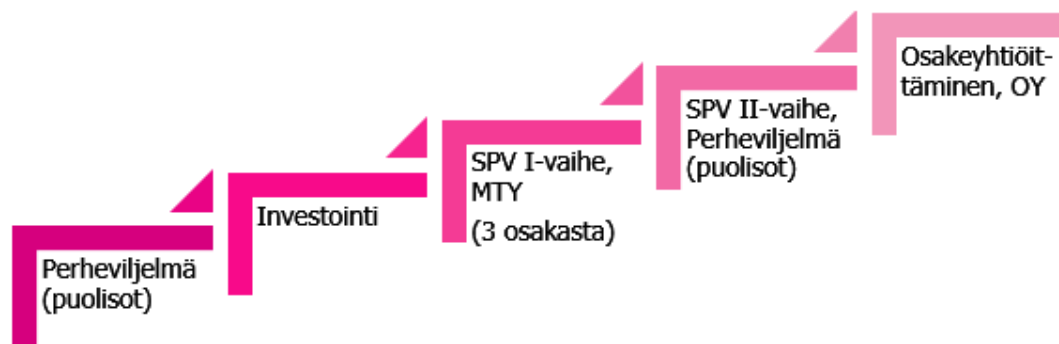 Perheviljelmä
(puolisot)
Investointi
SPV I-vaihe,
MTY
(3 osakasta)
SPV II-vaihe,
Perheviljelmä
(puolisot)
Osakeyhtiöit-
täminen, OY